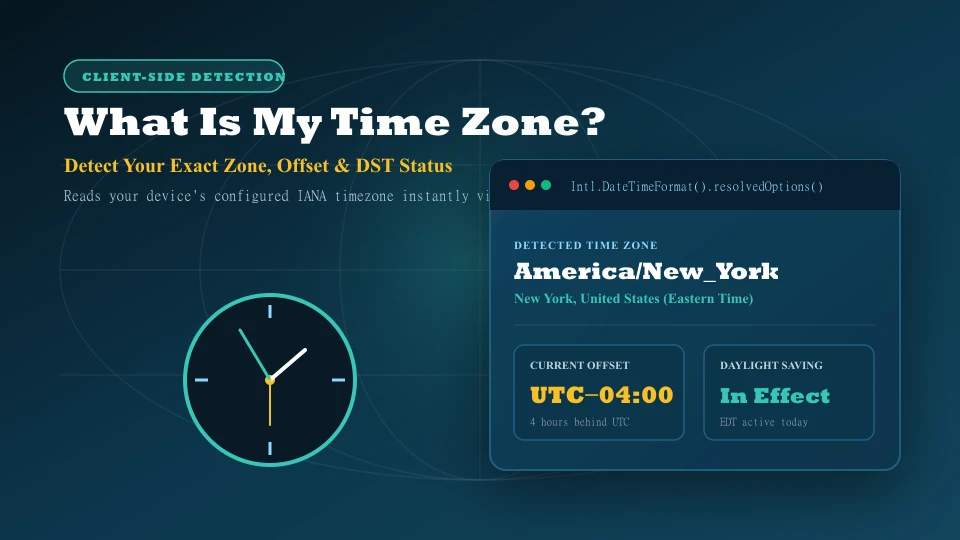 CLIENT-SIDE DETECTION
What Is My Time Zone?
Detect Your Exact Zone, Offset & DST Status
Reads your device's configured IANA timezone instantly
Intl.DateTimeFormat().resolvedOptions()
DETECTED TIME ZONE
America/New_York
New York, United States (Eastern Time)
CURRENT OFFSET
UTC−04:00
4 hours behind UTC
DAYLIGHT SAVING
In Effect
EDT active today